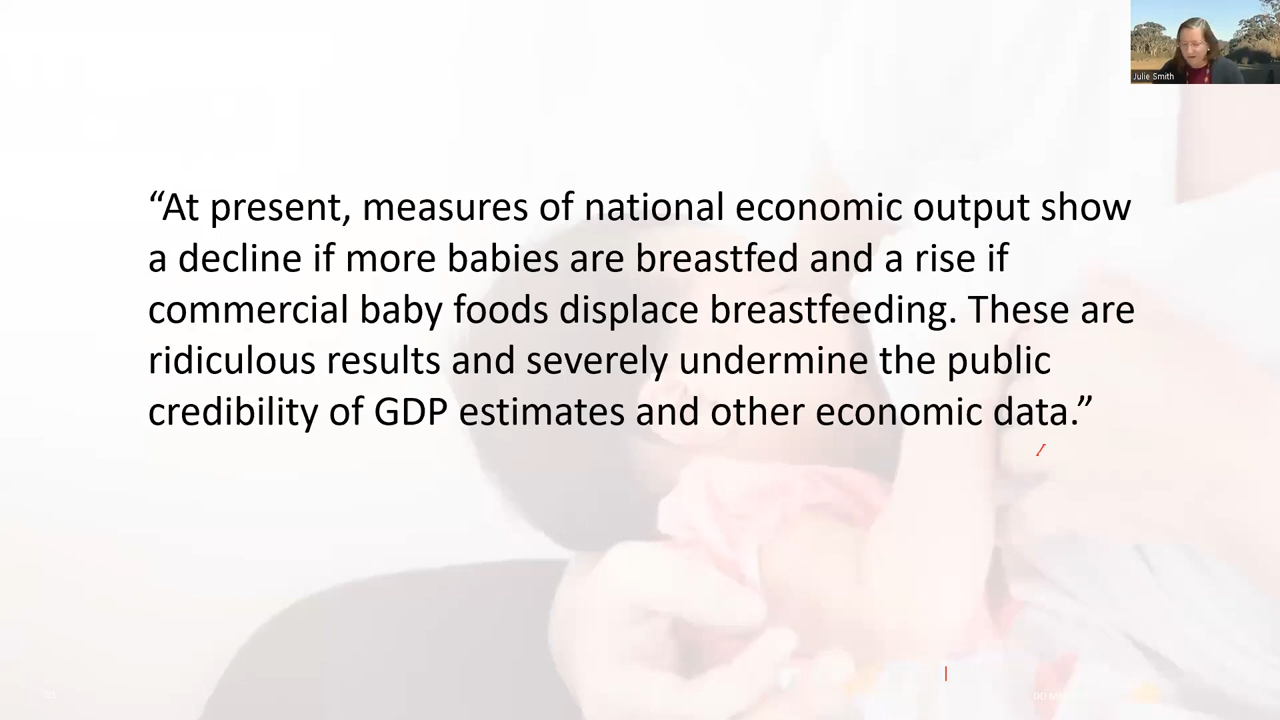 Julie Smith
“At present, measures of national economic output show
a decline if more babies are breastfed and a rise if
commercial baby foods displace breastfeeding. These are
ridiculous results and severely undermine the public
credibility of GDP estimates and other economic data.”